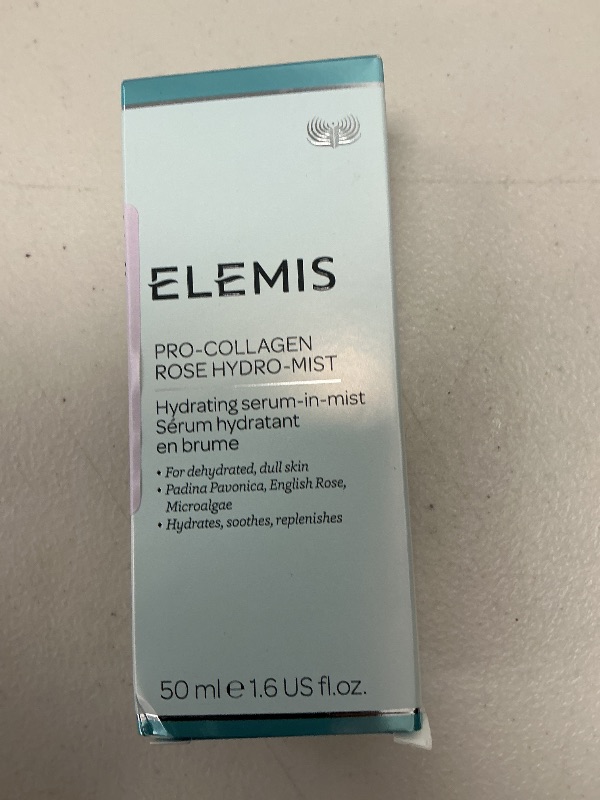 ELEMIS
PRO-COLLAGEN
ROSE HYDRO-MIST
Hydrating serum-in-mist
Sérum hydratant
en brume
• For dehydrated, dull skin
• Padina Pavonica, English Rose,
Microalgae
• Hydrates, soothes, replenishes
50 ml ℮ 1.6 US fl.oz.